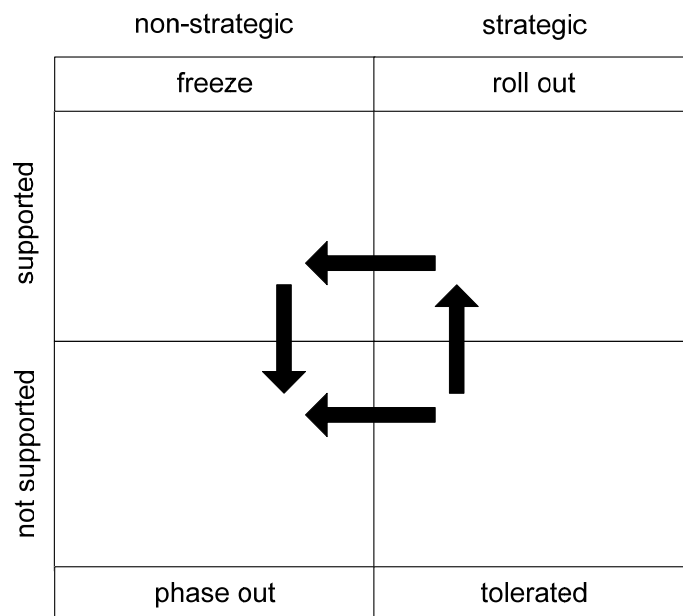 non-strategic strategic
freeze roll out
supported
not supported
phase out tolerated